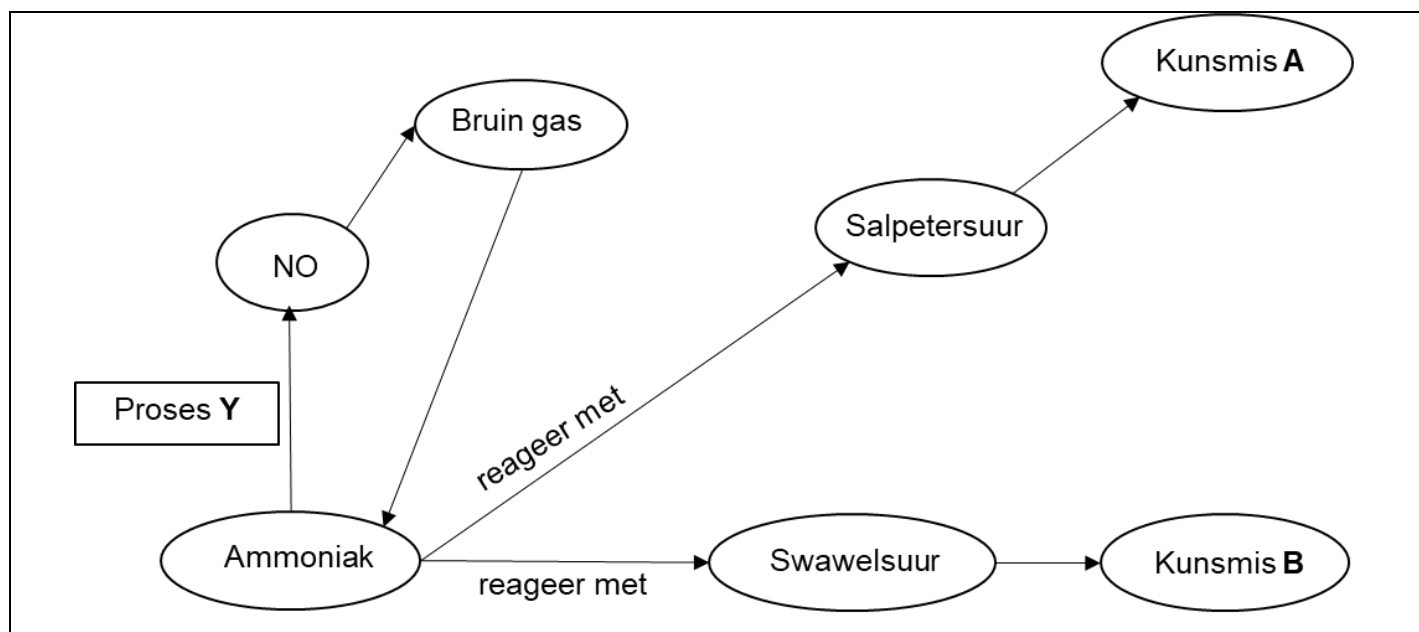 Kunsmis A
Bruin gas
Salpetersuur
NO
Proses Y
reageer met
Ammoniak
reageer met
Swawelsuur
Kunsmis B